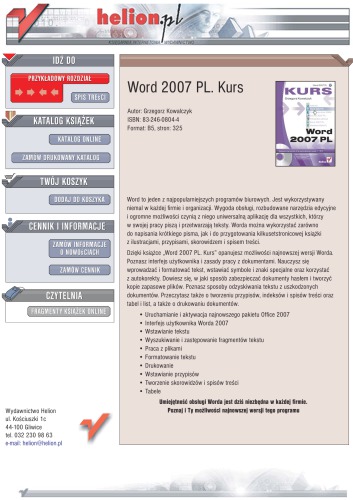 helion.pl
IDŹ DO
PRZYKŁADOWY ROZDZIAŁ
SPIS TREŚCI
KATALOG KSIĄŻEK
KATALOG ONLINE
ZAMÓW DRUKOWANY KATALOG
TWÓJ KOSZYK
DODAJ DO KOSZYKA
CENNIK I INFORMACJE
ZAMÓW INFORMACJE
O NOWOŚCIACH
ZAMÓW CENNIK
CZYTELNIA
FRAGMENTY KSIĄŻEK ONLINE
Wydawnictwo Helion
ul. Kościuszki 1c
44-100 Gliwice
tel. 032 230 98 63
e-mail: helion@helion.pl
Word 2007 PL. Kurs
Autor: Grzegorz Kowalczyk
ISBN: 83-246-0804-4
Format: B5, stron: 325
KURS
Word
2007 PL
Word to jeden z najpopularniejszych programów biurowych. Jest wykorzystywany
niemal w każdej firmie i organizacji. Wygoda obsługi, rozbudowane narzędzia edycyjne
i ogromne możliwości czynią z niego uniwersalną aplikację dla wszystkich, którzy
w swojej pracy piszą i przetwarzają teksty. Worda można wykorzystać zarówno
do napisania krótkiego pisma, jak i do przygotowania kilkusetstronicowej książki
z ilustracjami, przypisami, skorowidzem i spisem treści.
Dzięki książce „Word 2007 PL. Kurs” opanujesz możliwości najnowszej wersji Worda.
Poznasz interfejs użytkownika i zasady pracy z dokumentami. Nauczysz się
wprowadzać i formatować tekst, wstawiać symbole i znaki specjalne oraz korzystać
z autokorekty. Dowiesz się, w jaki sposób zabezpieczać dokumenty hasłem i tworzyć
kopie zapasowe plików. Poznasz sposoby odzyskiwania tekstu z uszkodzonych
dokumentów. Przeczytasz także o tworzeniu przypisów, indeksów i spisów treści oraz
tabel i list, a także o drukowaniu dokumentów.
• Uruchamianie i aktywacja najnowszego pakietu Office 2007
• Interfejs użytkownika Worda 2007
• Wstawianie tekstu
• Wyszukiwanie i zastępowanie fragmentów tekstu
• Praca z plikami
• Formatowanie tekstu
• Drukowanie
• Wstawianie przypisów
• Tworzenie skorowidzów i spisów treści
• Tabele
Umiejętność obsługi Worda jest dziś niezbędna w każdej firmie.
Poznaj i Ty możliwości najnowszej wersji tego programu